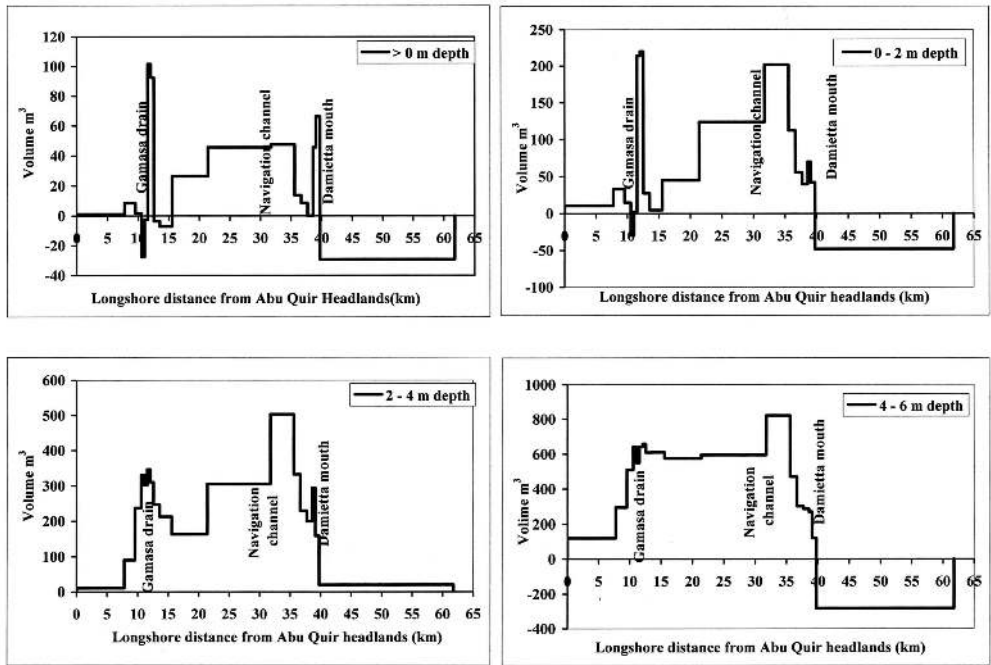 120
100
80
60
40
20
0
-20
-40
Volume m³
> 0 m depth
Gamasa drain
Navigation channel
Damietta mouth
0 5 10 15 20 25 30 35 40 45 50 55 60 65
Longshore distance from Abu Quir Headlands(km)
250
200
150
100
50
0
-50
-100
Volume m³
0 - 2 m depth
Gamasa drain
Navigation channel
Damietta mouth
0 5 10 15 20 25 30 35 40 45 50 55 60 65
Longshore distance from Abu Quir headlands (km)
600
500
400
300
200
100
0
Volume m³
2 - 4 m depth
Gamasa drain
Navigation
channel
Damietta mouth
0 5 10 15 20 25 30 35 40 45 50 55 60 65
Longshore distance from Abu Quir headlands (km)
1000
800
600
400
200
0
-200
-400
Volime m³
4 - 6 m depth
Gamasa drain
Navigation
channel
Damietta mouth
0 5 10 15 20 25 30 35 40 45 50 55 60 65
Longshore distance from Abu Quir headlands (km)